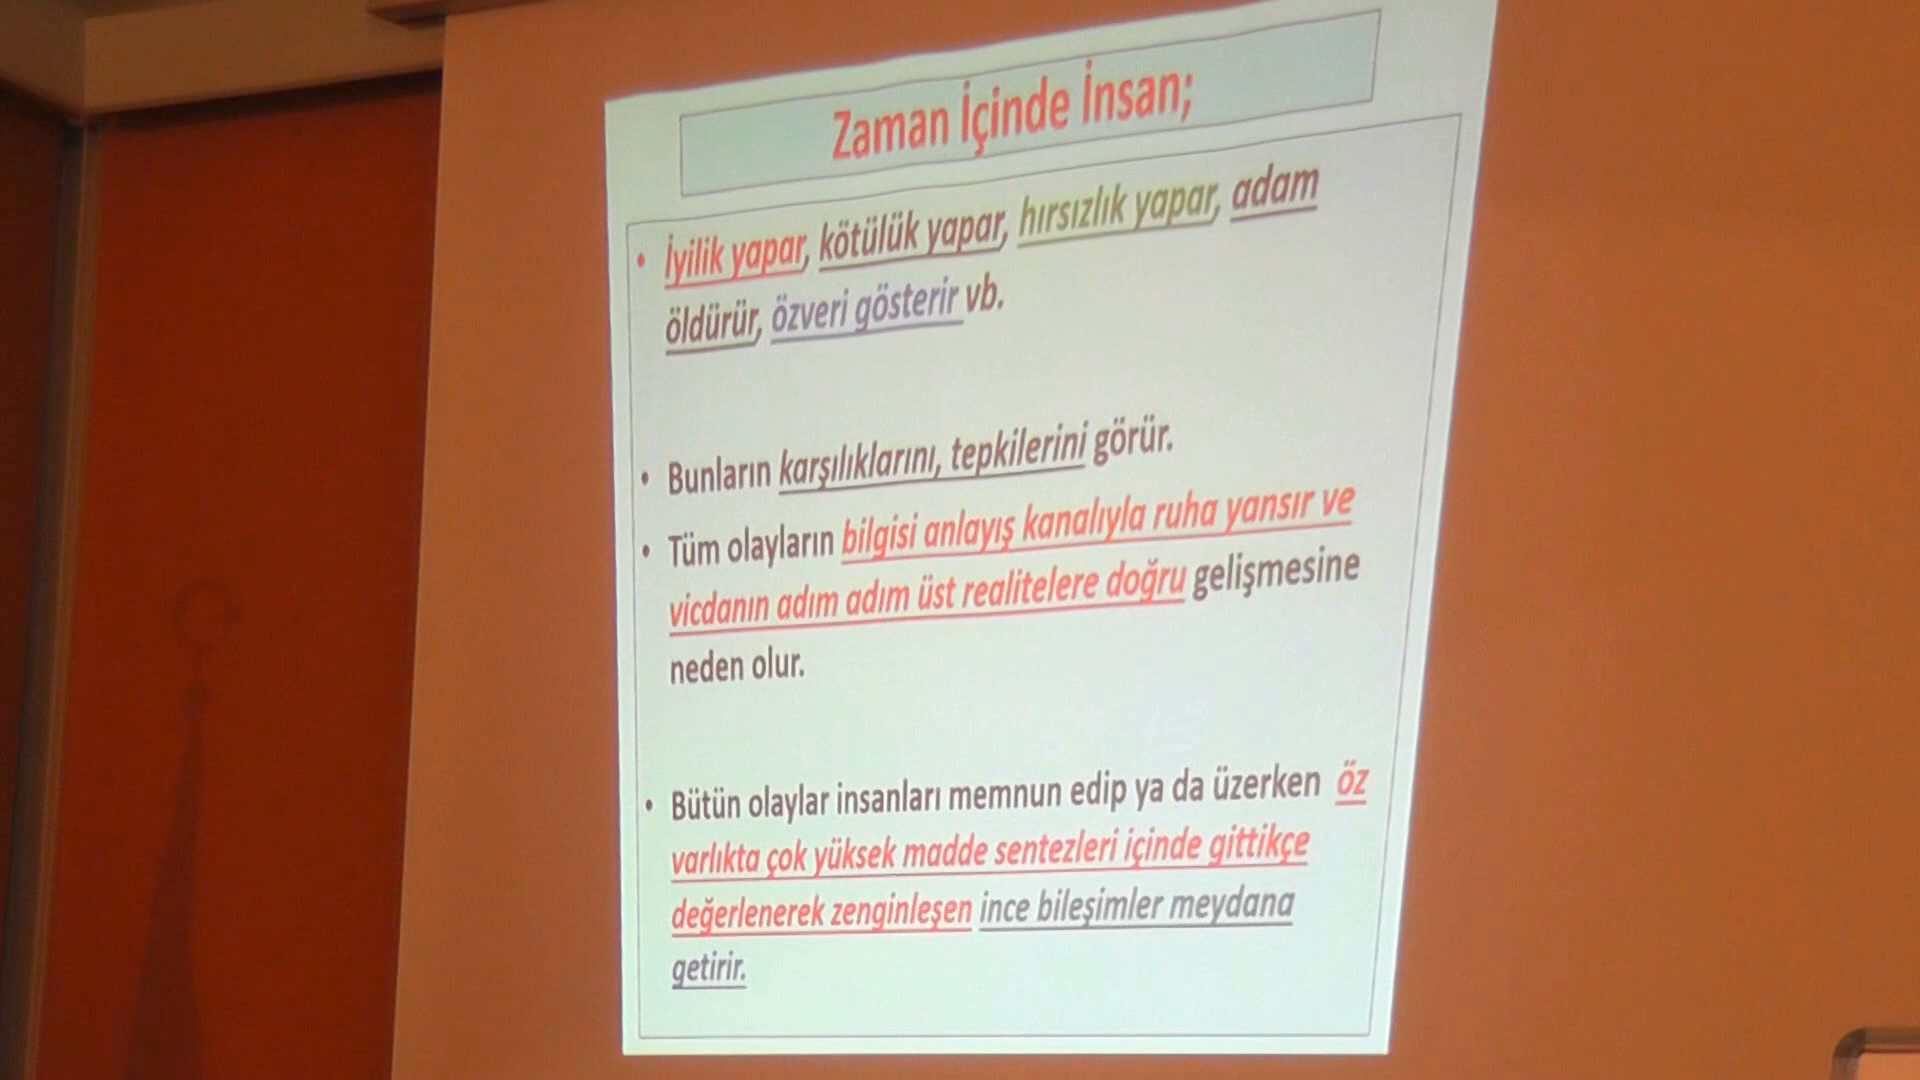 Zaman İçinde İnsan;
• İyilik yapar, kötülük yapar, hırsızlık yapar, adam
öldürür, özveri gösterir vb.
• Bunların karşılıklarını, tepkilerini görür.
• Tüm olayların bilgisi anlayış kanalıyla ruha yansır ve
vicdanın adım adım üst realitelere doğru gelişmesine
neden olur.
• Bütün olaylar insanları memnun edip ya da üzerken öz
varlıkta çok yüksek madde sentezleri içinde gittikçe
değerlenerek zenginleşen ince bileşimler meydana
getirir.